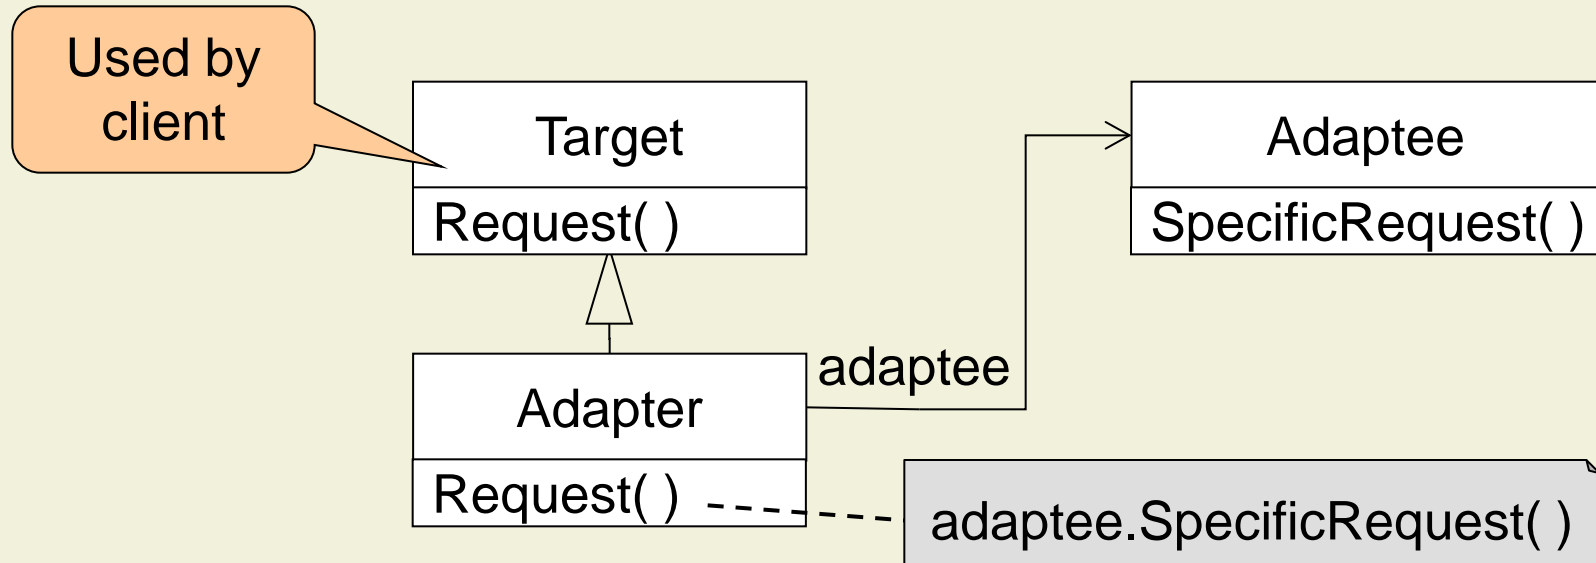 Used by
client
Target
Request( )
Adaptee
SpecificRequest( )
adaptee
Adapter
Request( )
adaptee.SpecificRequest( )